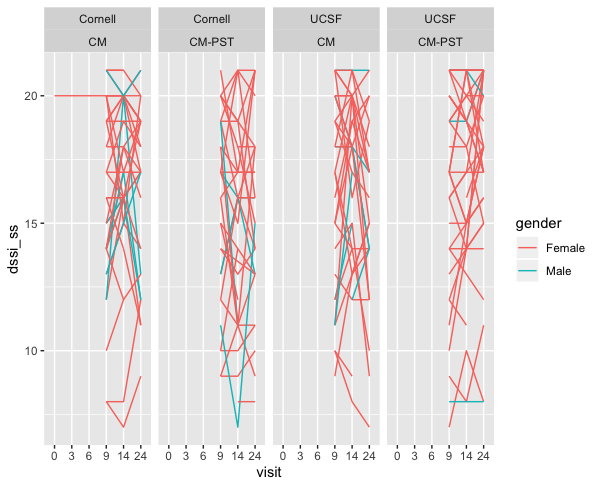 Cornell Cornell UCSF UCSF
CM CM-PST CM CM-PST
20
15
10
dssi_ss
0 3 6 9 14 24 0 3 6 9 14 24 0 3 6 9 14 24 0 3 6 9 14 24
visit
gender
Female
Male